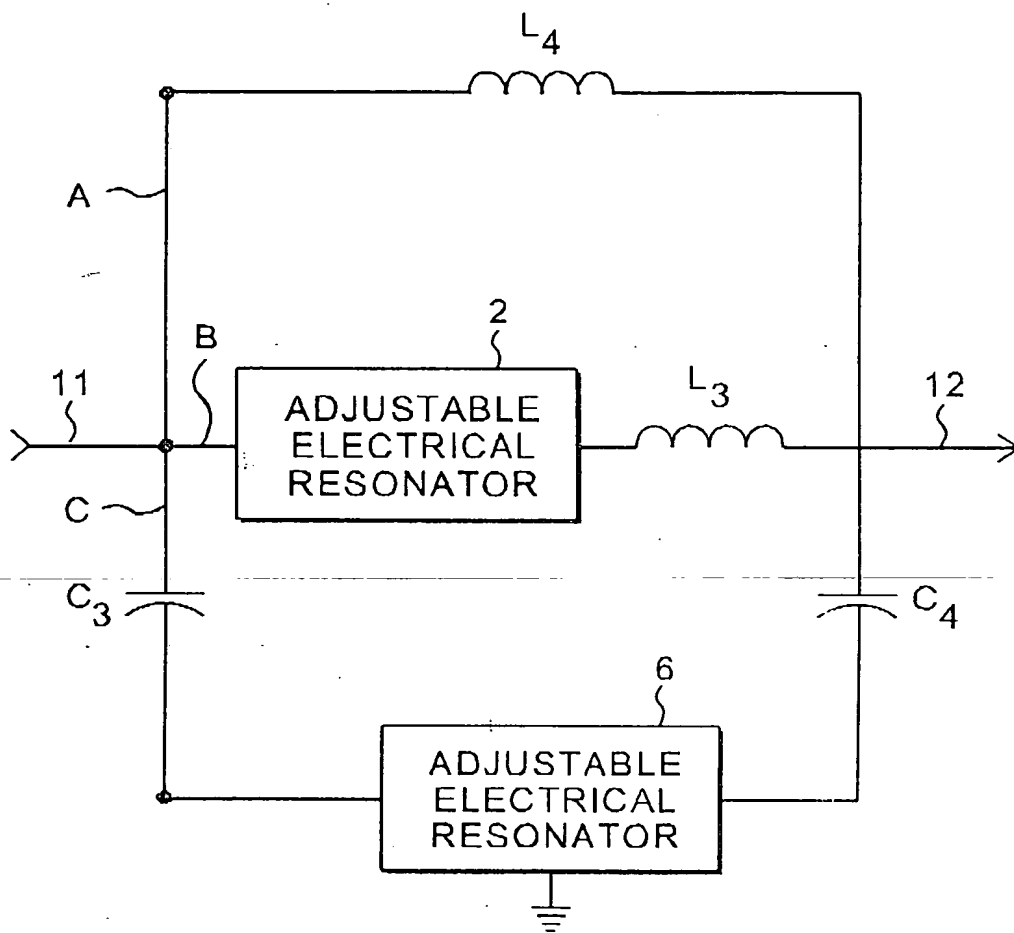 L4
A
2
B
L3
11
12
ADJUSTABLE
ELECTRICAL
RESONATOR
C
C3
C4
6
ADJUSTABLE
ELECTRICAL
RESONATOR